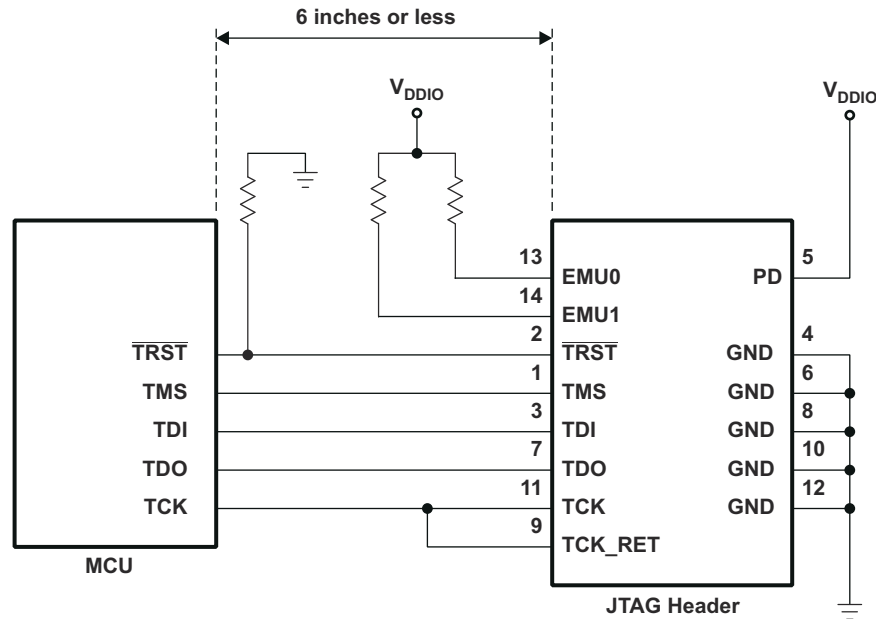 6 inches or less
VDDIO
VDDIO
13
EMU0
PD
5
14
EMU1
TRST
2
TRST
GND
4
TMS
1
TMS
GND
6
TDI
3
TDI
GND
8
TDO
7
TDO
GND
10
TCK
11
TCK
GND
12
9
TCK_RET
MCU
JTAG Header